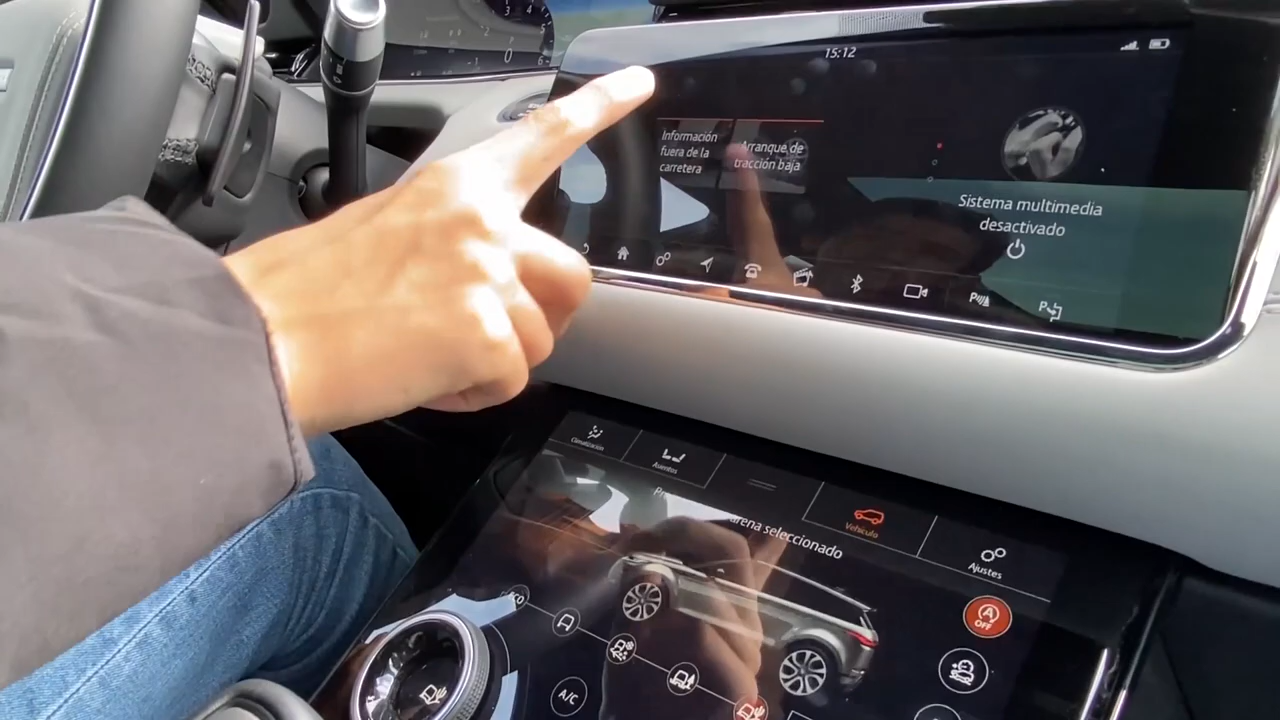 15:12
Información
fuera de la
carretera
Arranque de
tracción baja
Sistema multimedia
desactivado
Climatización
Asientos
arena seleccionado
Vehículo
Ajustes
A
OFF
A/C